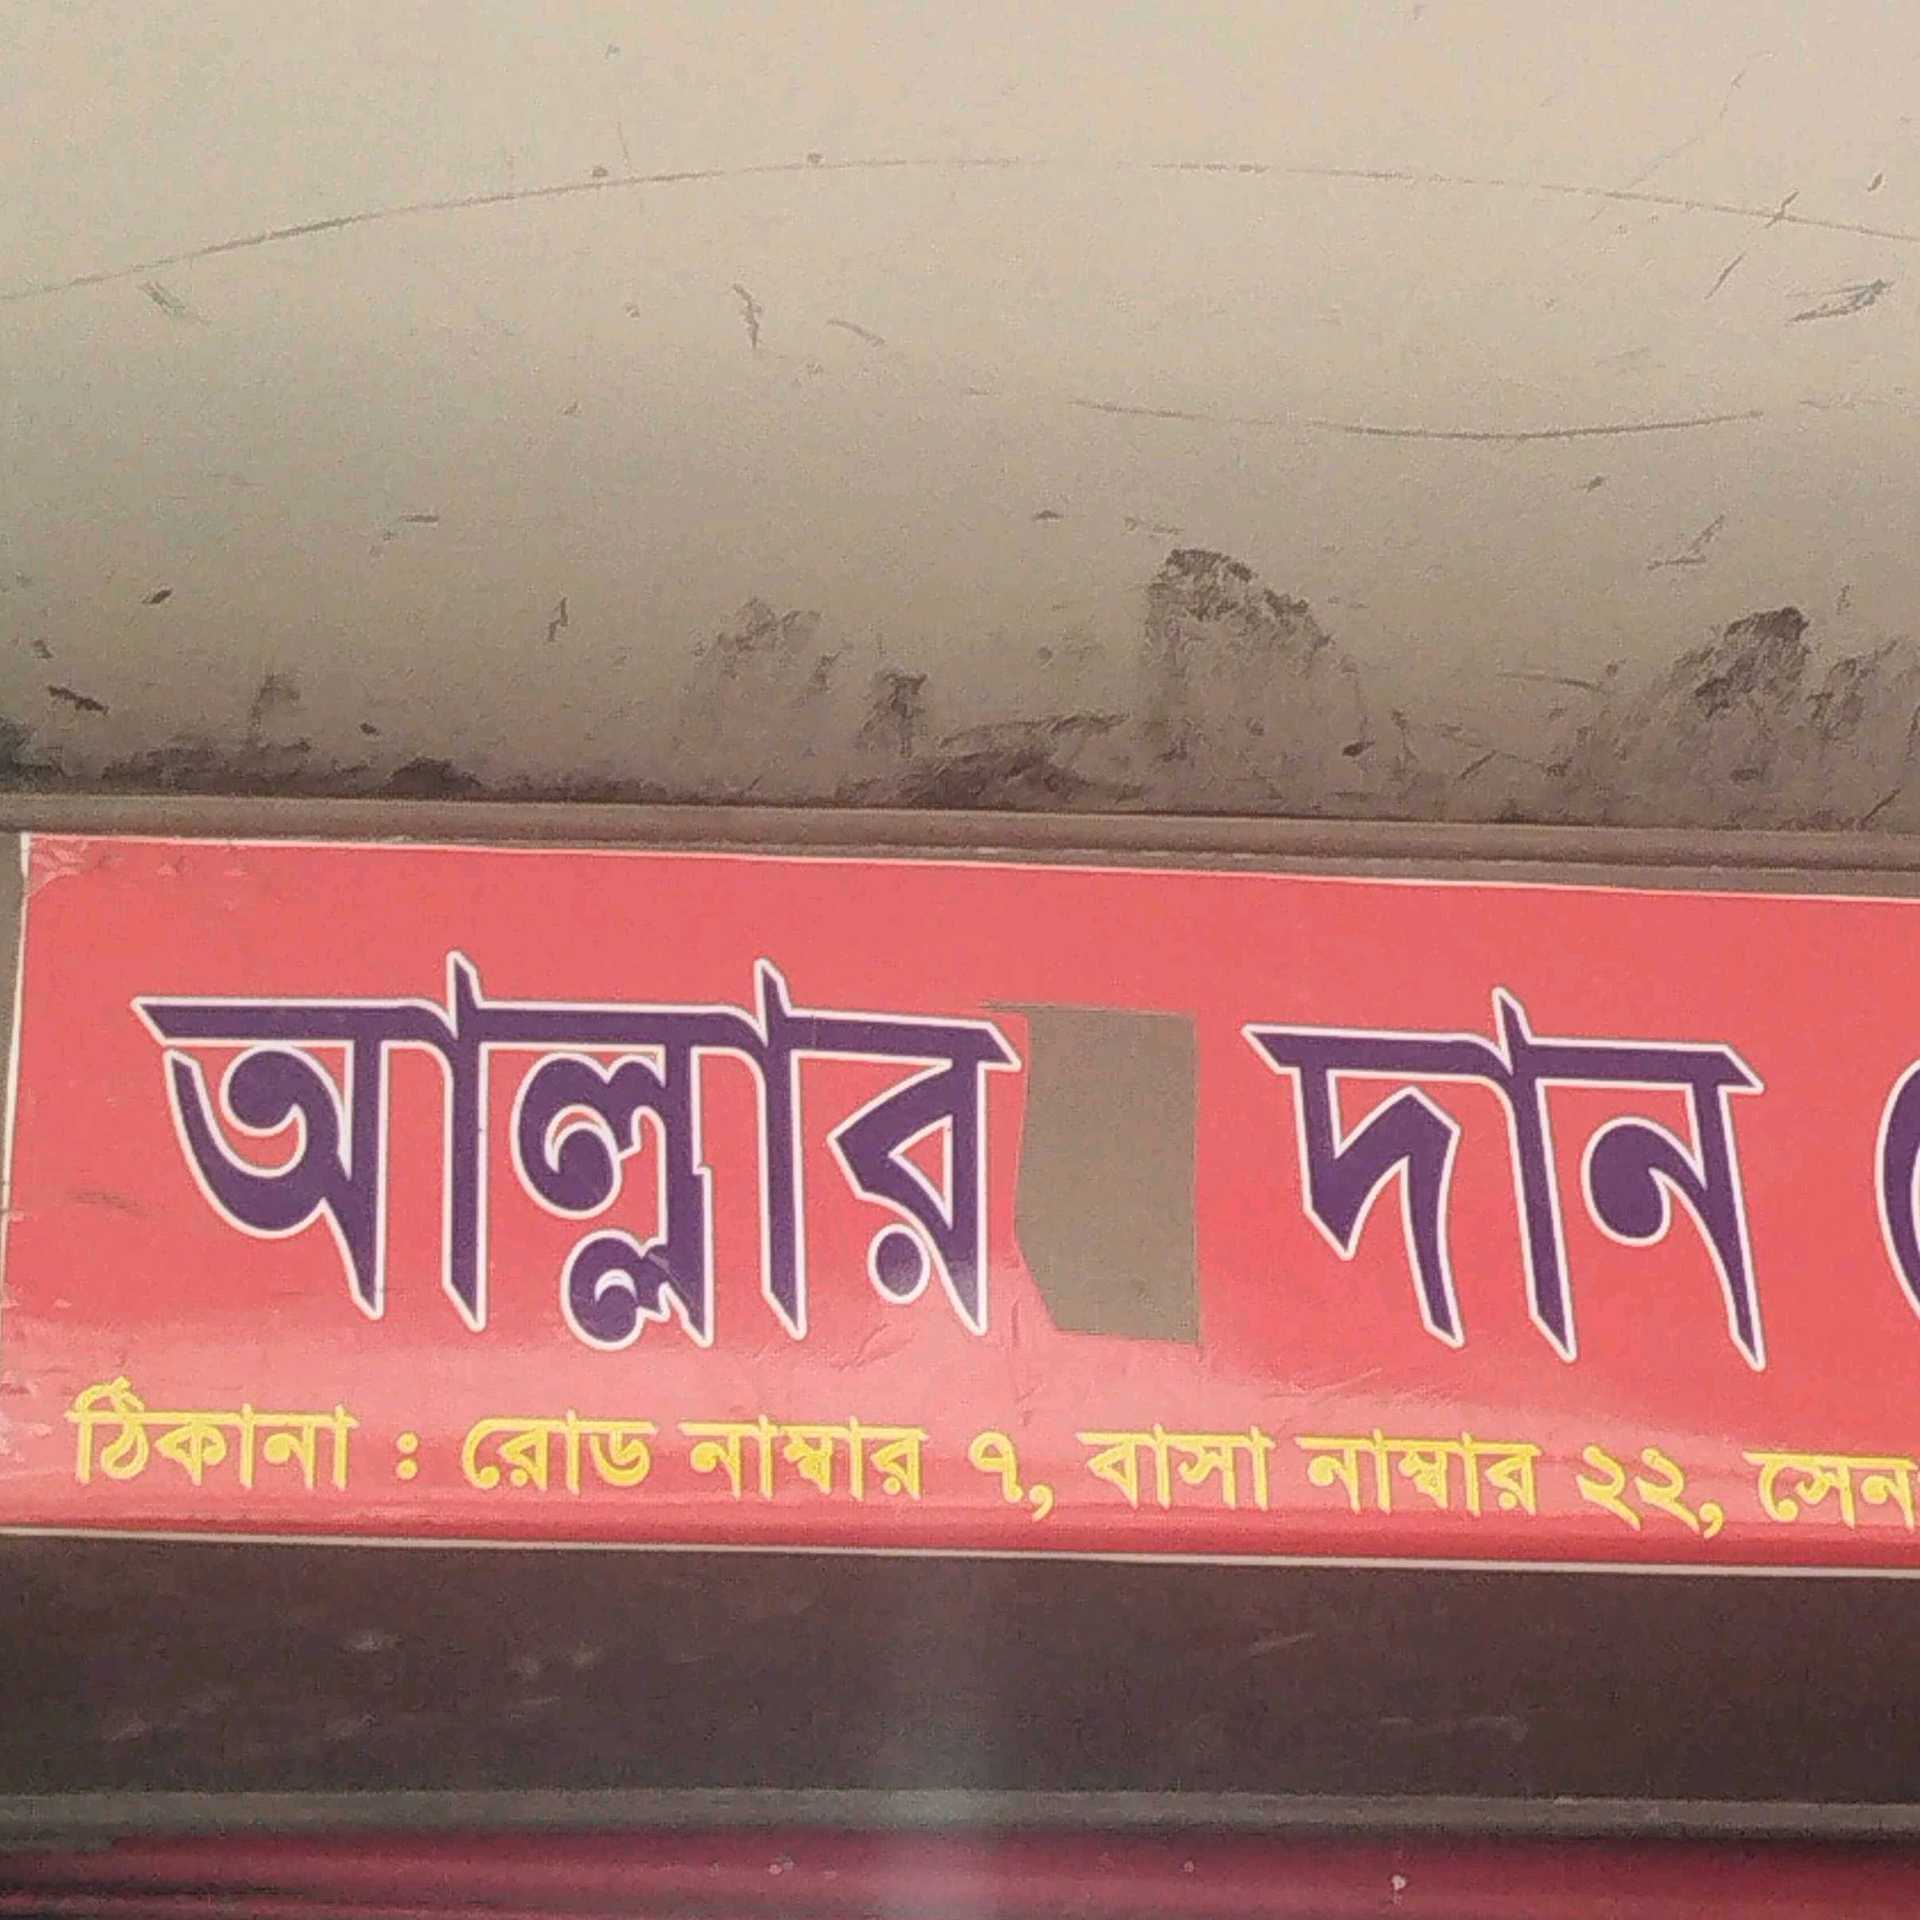 আল্লার দান
ঠিকানা : রোড নাম্বার ৭, বাসা নাম্বার ২২, সেন